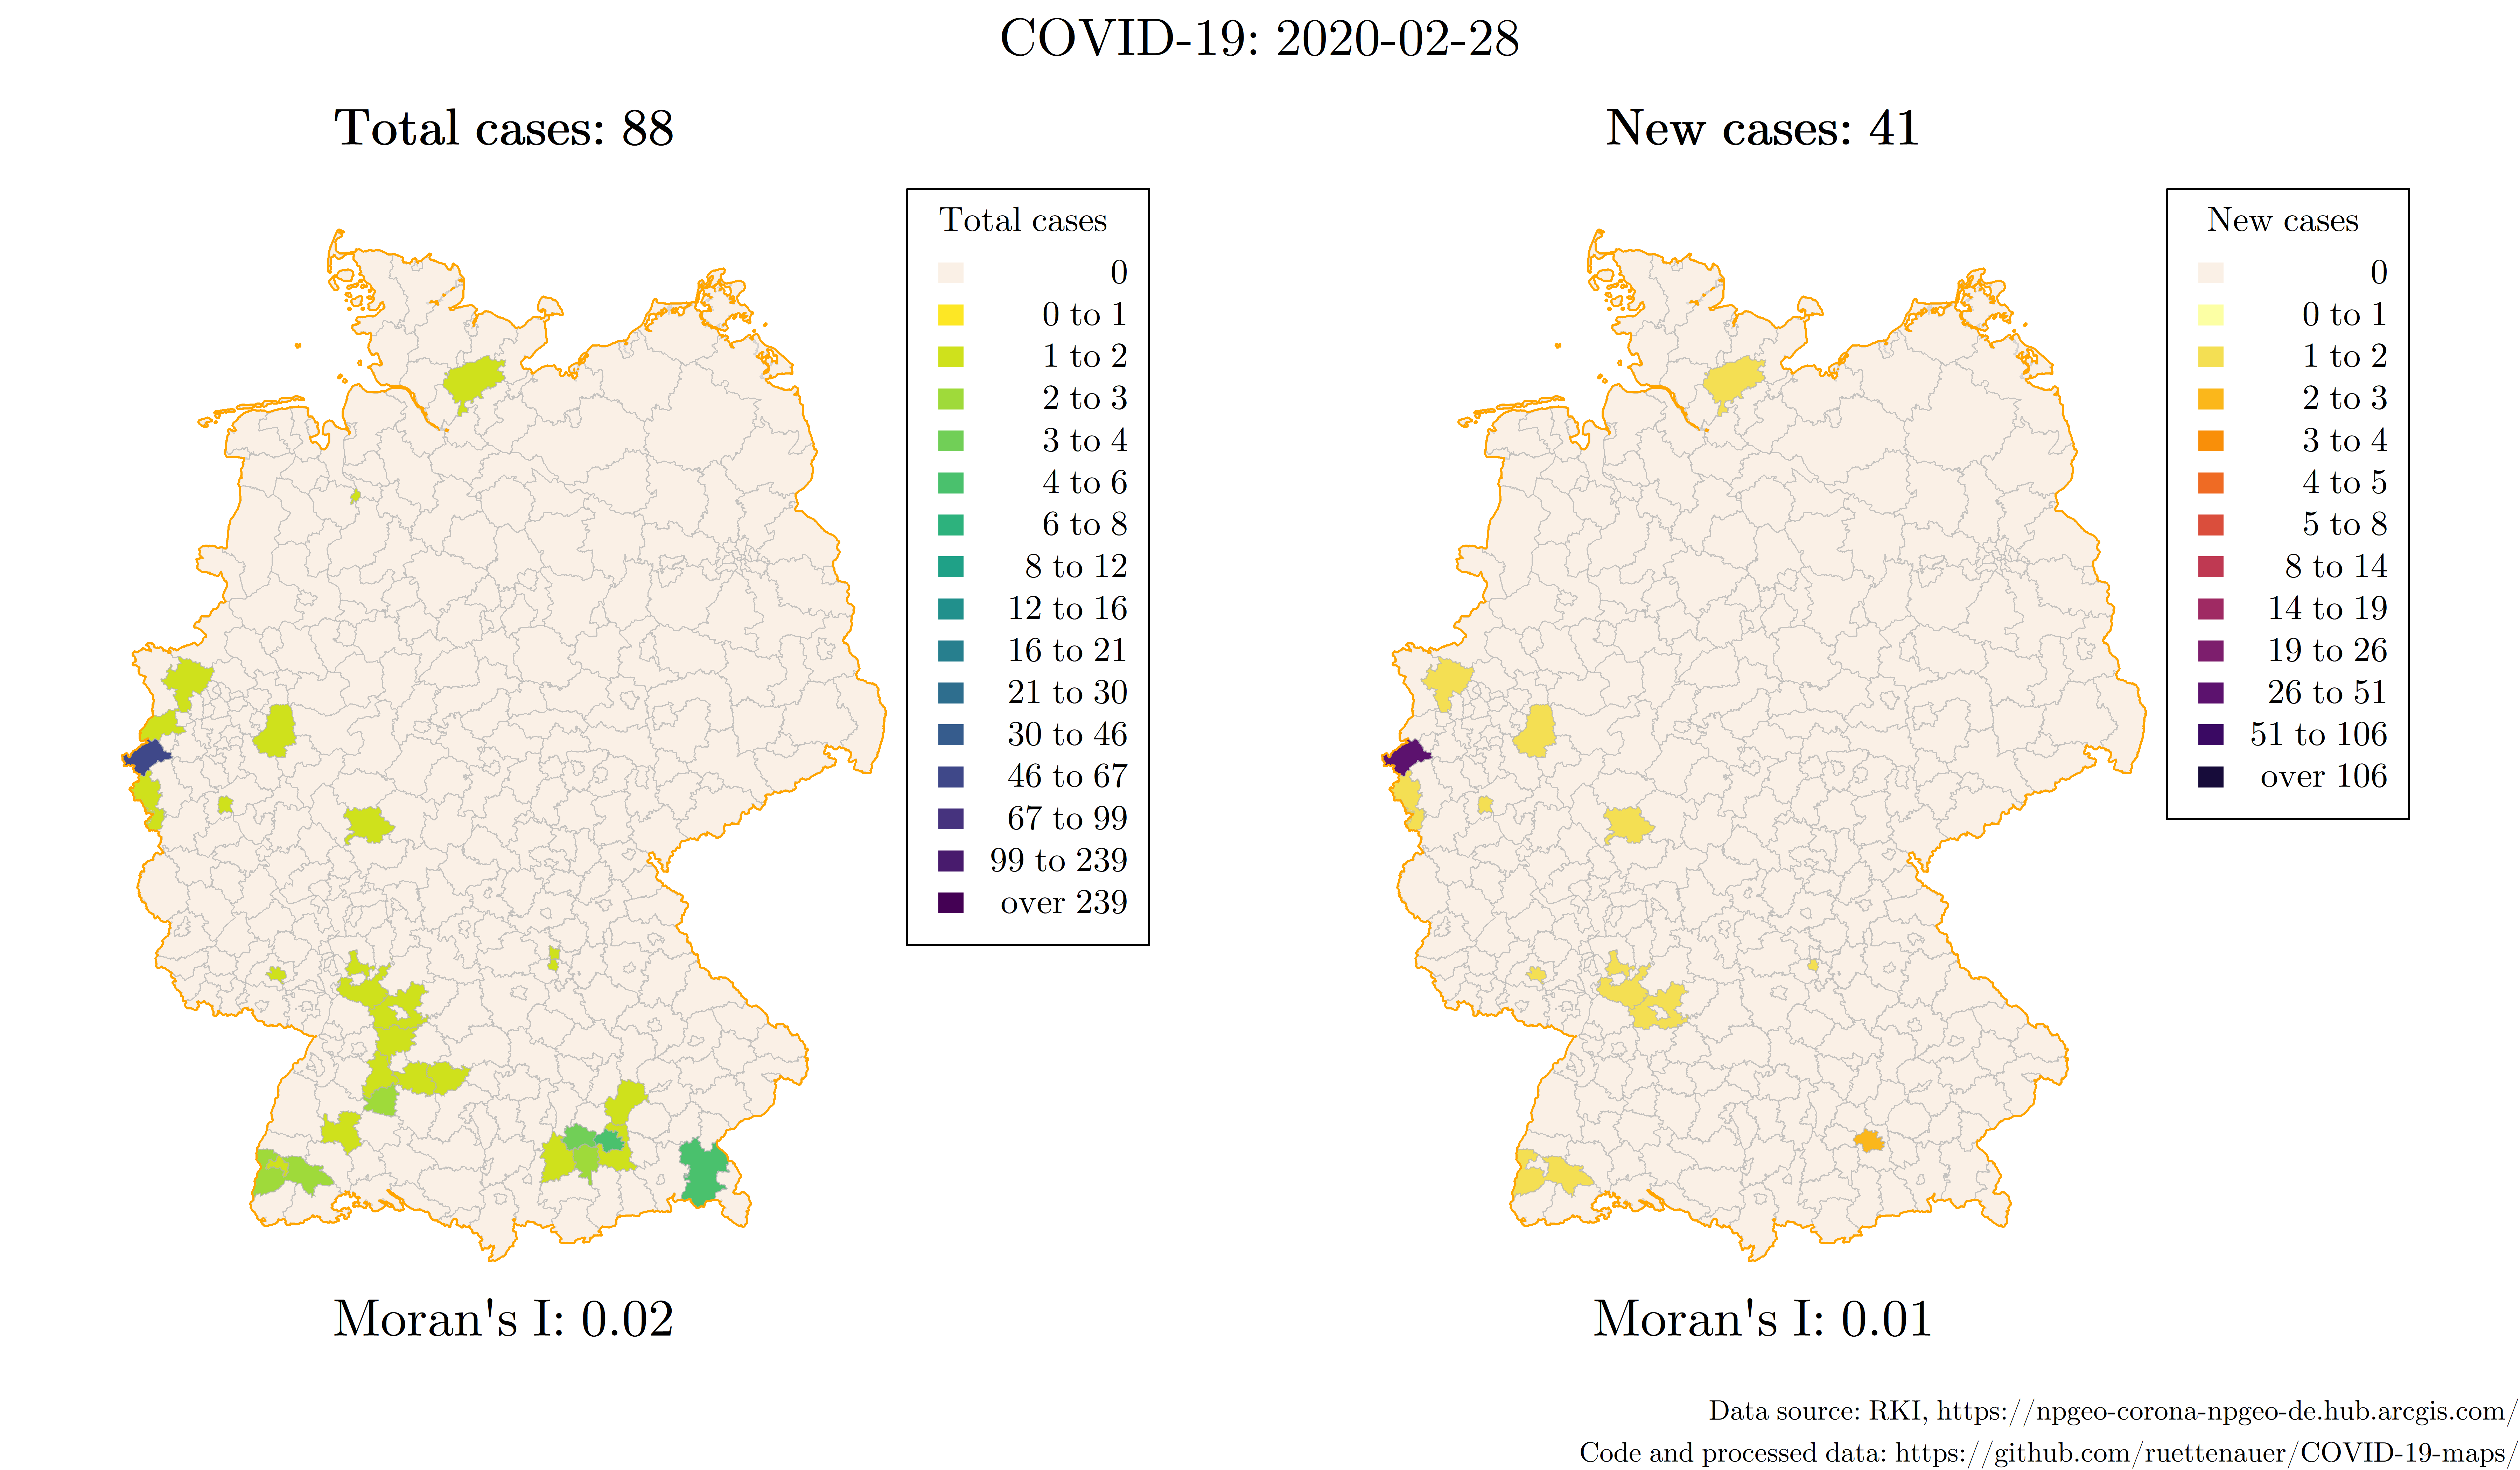 COVID-19: 2020-02-28
Total cases: 88
Total cases
0
0 to 1
1 to 2
2 to 3
3 to 4
4 to 6
6 to 8
8 to 12
12 to 16
16 to 21
21 to 30
30 to 46
46 to 67
67 to 99
99 to 239
over 239
Moran's I: 0.02
New cases: 41
New cases
0
0 to 1
1 to 2
2 to 3
3 to 4
4 to 5
5 to 8
8 to 14
14 to 19
19 to 26
26 to 51
51 to 106
over 106
Moran's I: 0.01
Data source: RKI, https://npgeo-corona-npgeo-de.hub.arcgis.com/
Code and processed data: https://github.com/ruettenauer/COVID-19-maps/